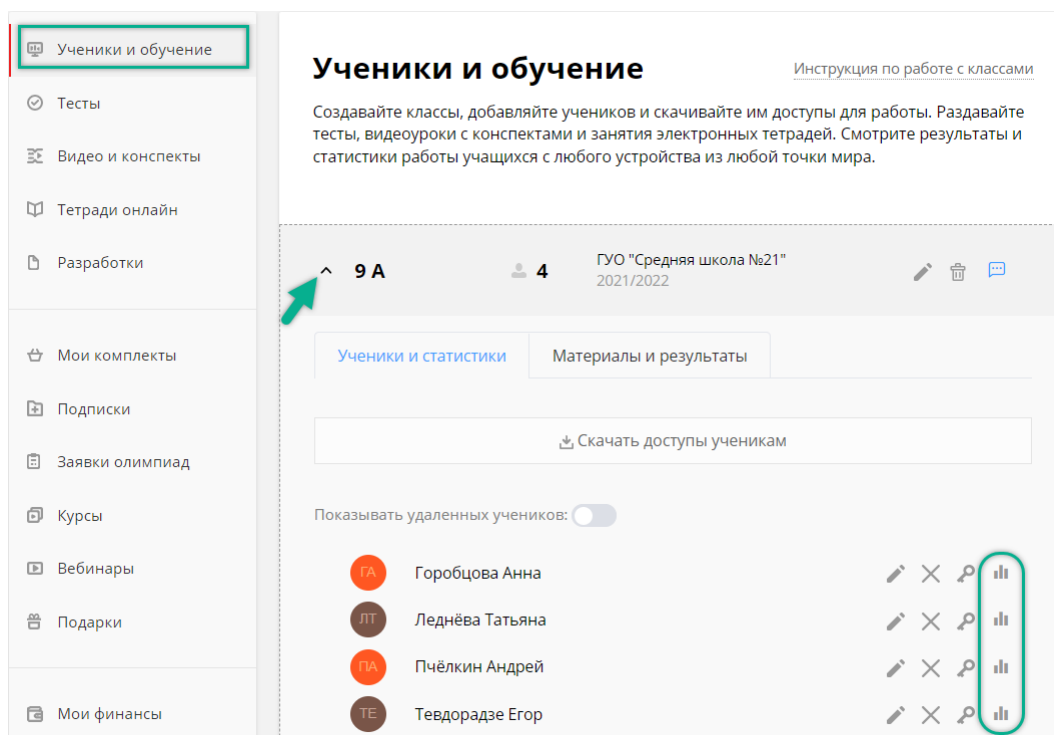 Ученики и обучение
Тесты
Видео и конспекты
Тетради онлайн
Разработки
Мои комплекты
Подписки
Заявки олимпиад
Курсы
Вебинары
Подарки
Мои финансы
Ученики и обучение
Инструкция по работе с классами
Создавайте классы, добавляйте учеников и скачивайте им доступы для работы. Раздавайте
тесты, видеоуроки с конспектами и занятия электронных тетрадей. Смотрите результаты и
статистики работы учащихся с любого устройства из любой точки мира.
9 А 4 ГУО "Средняя школа №21"
2021/2022
Ученики и статистики Материалы и результаты
Скачать доступы ученикам
Показывать удаленных учеников:
ГА Горобцова Анна
ЛТ Леднёва Татьяна
ПА Пчёлкин Андрей
ТЕ Тевдорадзе Егор